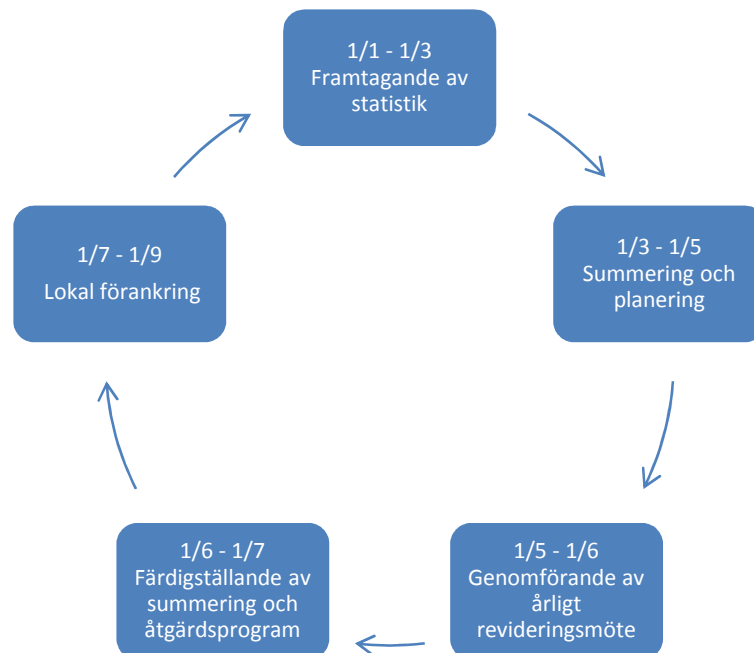 1/1 - 1/3
Framtagande av
statistik
1/3 - 1/5
Summering och
planering
1/5 - 1/6
Genomförande av
årligt
revideringsmöte
1/6 - 1/7
Färdigställande av
summering och
åtgärdsprogram
1/7 - 1/9
Lokal förankring